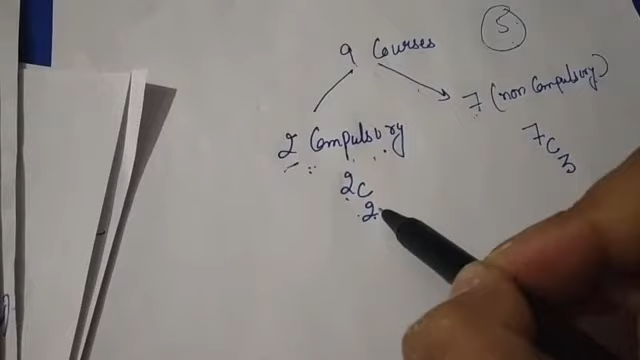 5
9 Courses
7 (non Compulsory)
2 Compulsory
7C3
2C2